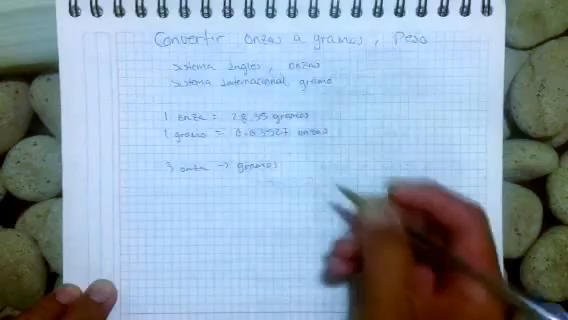 Convertir onzas a gramos, Peso
Sistema Ingles, onzas
Sistema Internacional, gramo
1 onza = 28.35 gramos
1 gramo = 0.03527 onzas
3 onza → gramos